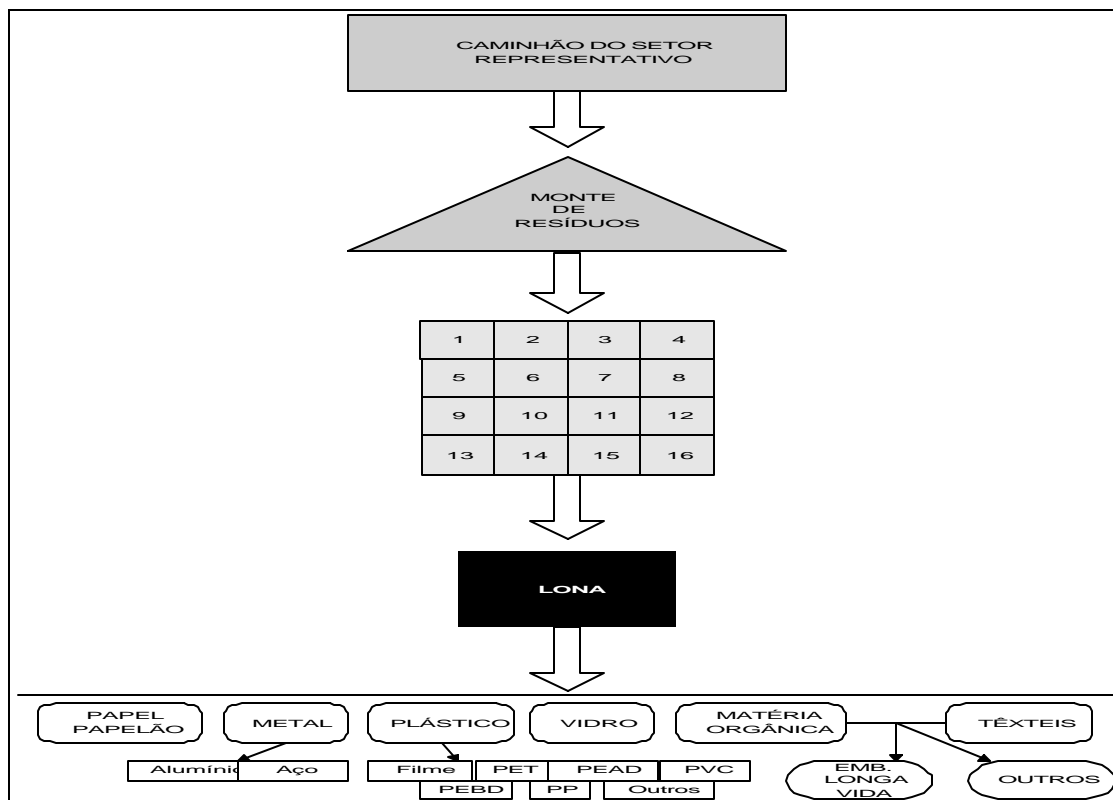 CAMINHÃO DO SETOR
REPRESENTATIVO
MONTE
DE
RESÍDUOS
1 2 3 4
5 6 7 8
9 10 11 12
13 14 15 16
LONA
PAPEL
PAPELÃO
METAL
PLÁSTICO
VIDRO
MATÉRIA
ORGÂNICA
TÊXTEIS
Alumínio
Aço
Filme
PET
PEAD
PVC
PEBD
PP
Outros
EMB.
LONGA
VIDA
OUTROS